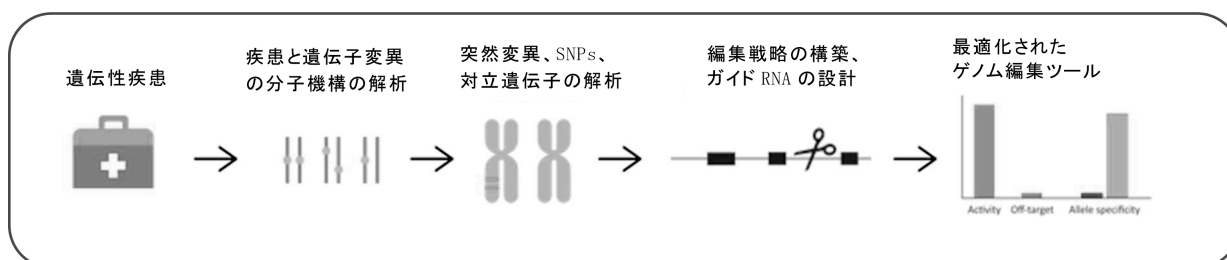 遺伝性疾患
疾患と遺伝子変異
の分子機構の解析
突然変異、SNPs、
対立遺伝子の解析
編集戦略の構築、
ガイド RNA の設計
最適化された
ゲノム編集ツール
Activity Off-target Allele specificity